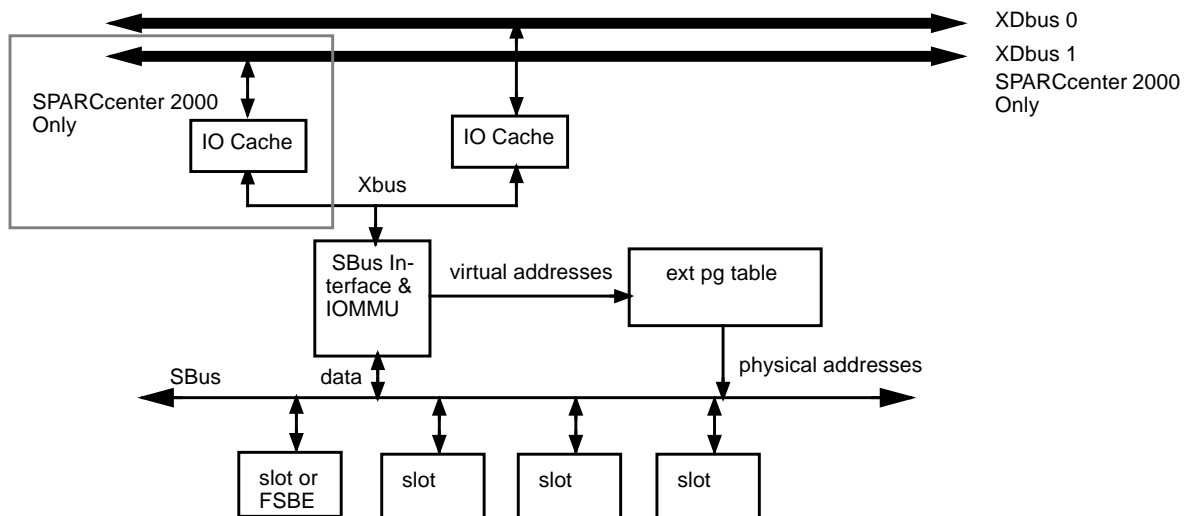 XDbus 0
XDbus 1
SPARCcenter 2000
Only
SPARCcenter 2000
Only
IO Cache
IO Cache
Xbus
SBus In-
terface &
IOMMU
virtual addresses
ext pg table
physical addresses
SBus
data
slot or
FSBE
slot
slot
slot